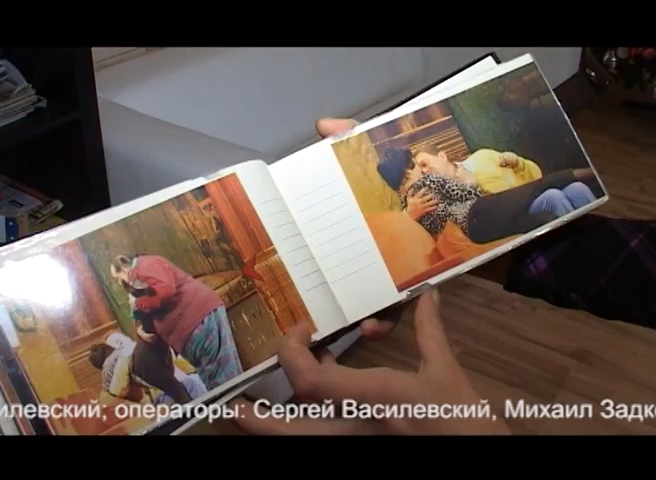 илевский; операторы: Сергей Василевский, Михаил Задк